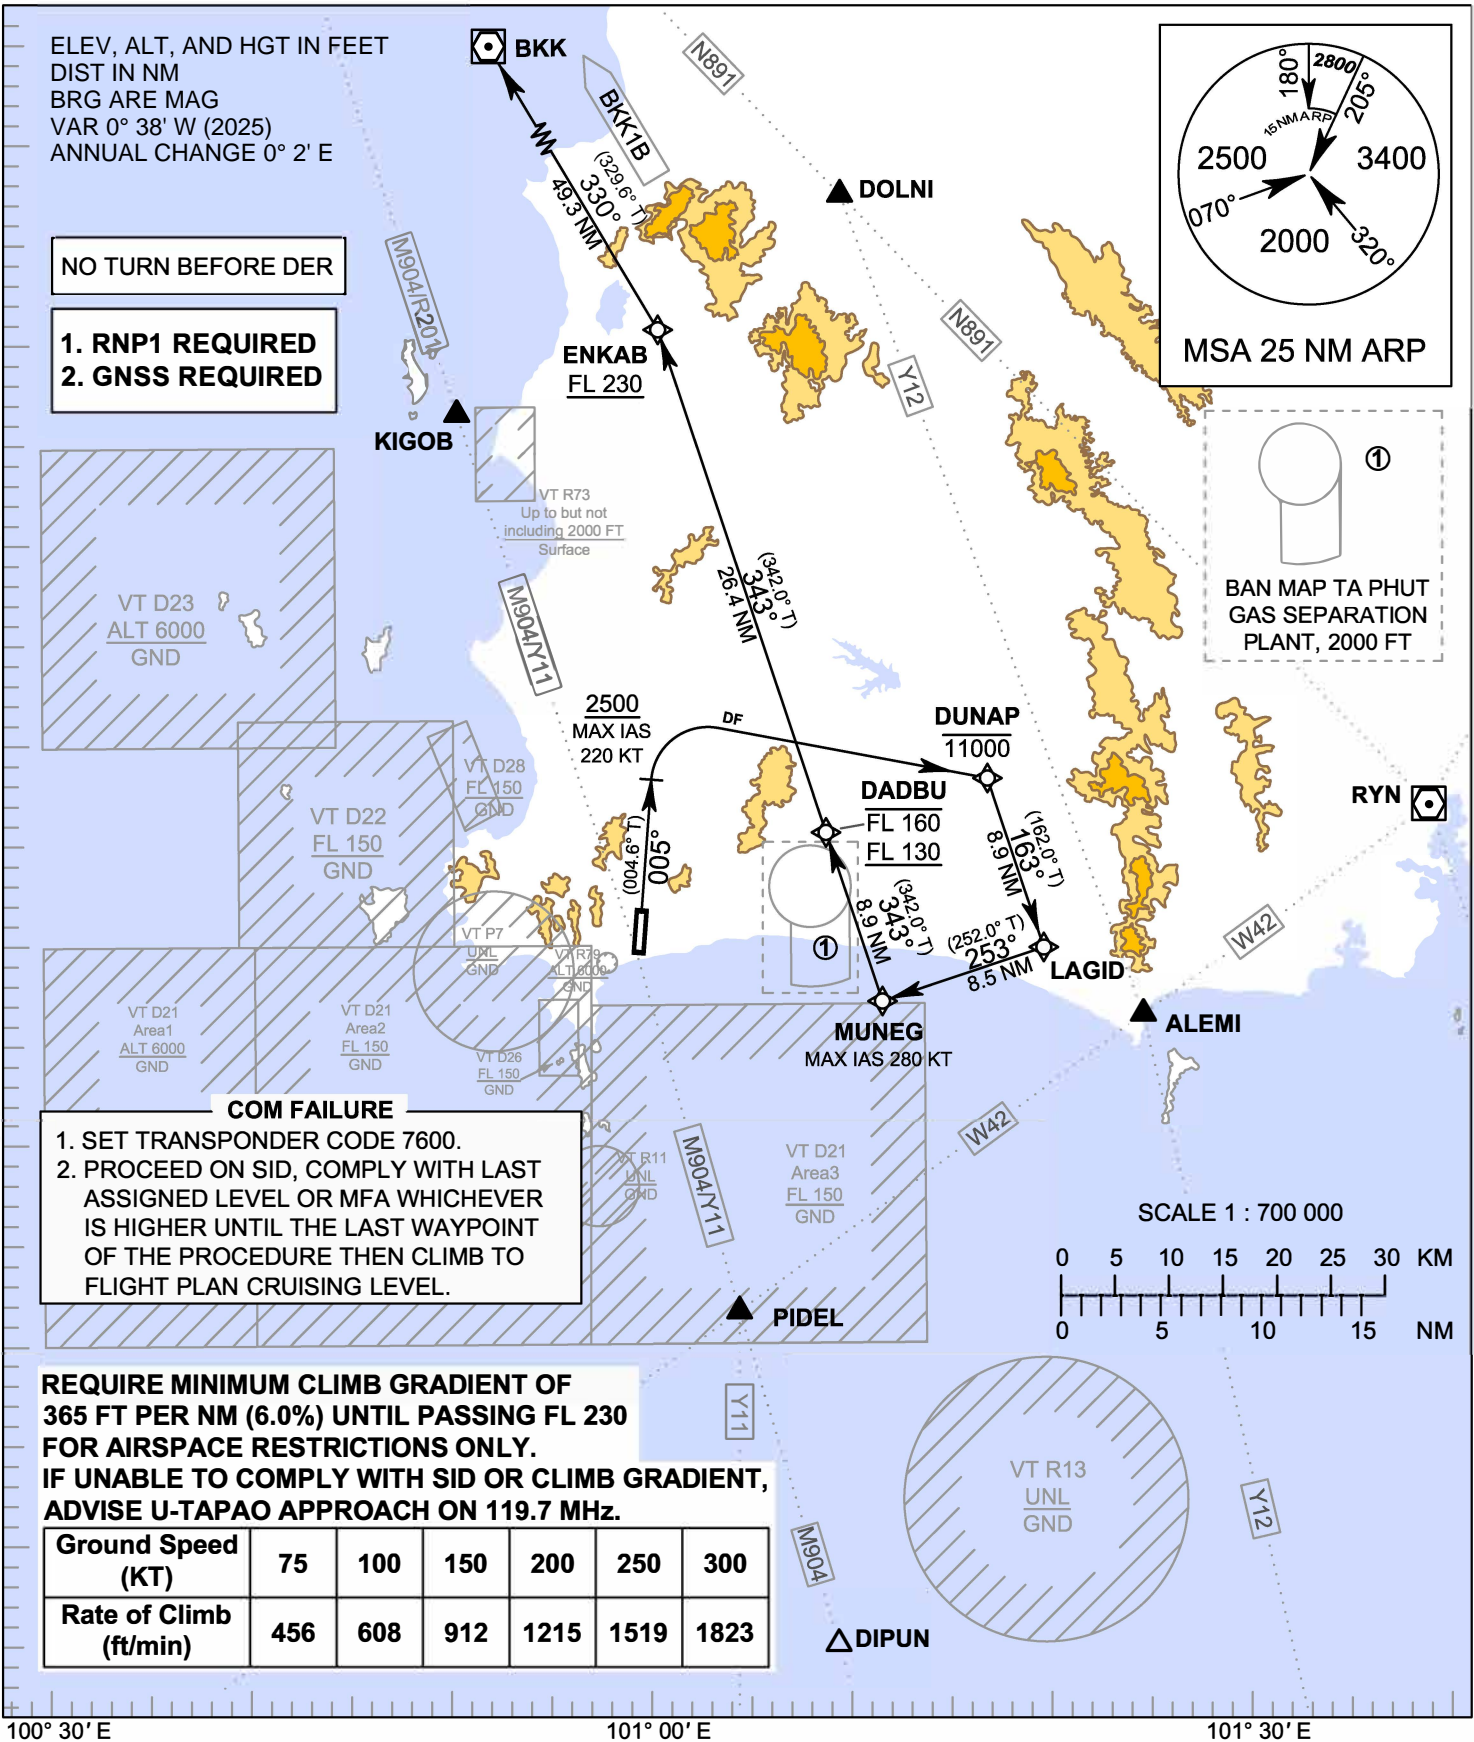 ELEV, ALT, AND HGT IN FEET
DIST IN NM
BRG ARE MAG
VAR 0° 38' W (2025)
ANNUAL CHANGE 0° 2' E
NO TURN BEFORE DER
1. RNP1 REQUIRED
2. GNSS REQUIRED
BKK
BKK1B
N891
DOLNI
(329.6° T)
330°
49.3 NM
180°
2800
205°
15 NM ARP
2500
3400
070°
2000
320°
MSA 25 NM ARP
M904/R201
ENKAB
FL 230
KIGOB
N891
Y12
VT R73
Up to but not
including 2000 FT
Surface
①
BAN MAP TA PHUT
GAS SEPARATION
PLANT, 2000 FT
VT D23
ALT 6000
GND
M904/Y11
(342.0° T)
343°
26.4 NM
2500
MAX IAS
220 KT
DF
DUNAP
11000
VT D28
FL 150
GND
VT D22
FL 150
GND
DADBU
FL 160
FL 130
RYN
(004.6° T)
005°
(162.0° T)
163°
8.9 NM
(342.0° T)
343°
8.9 NM
①
(252.0° T)
253°
8.5 NM
LAGID
W42
VT P7
UNL
GND
VT R79
ALT 6000
GND
VT D21
Area1
ALT 6000
GND
VT D21
Area2
FL 150
GND
VT D26
FL 150
GND
MUNEG
MAX IAS 280 KT
ALEMI
W42
COM FAILURE
1. SET TRANSPONDER CODE 7600.
2. PROCEED ON SID, COMPLY WITH LAST
ASSIGNED LEVEL OR MFA WHICHEVER
IS HIGHER UNTIL THE LAST WAYPOINT
OF THE PROCEDURE THEN CLIMB TO
FLIGHT PLAN CRUISING LEVEL.
VT R11
UNL
GND
M904/Y11
VT D21
Area3
FL 150
GND
SCALE 1 : 700 000
0 5 10 15 20 25 30 KM
0 5 10 15 NM
PIDEL
REQUIRE MINIMUM CLIMB GRADIENT OF
365 FT PER NM (6.0%) UNTIL PASSING FL 230
FOR AIRSPACE RESTRICTIONS ONLY.
IF UNABLE TO COMPLY WITH SID OR CLIMB GRADIENT,
ADVISE U-TAPAO APPROACH ON 119.7 MHz.
Y11
VT R13
UNL
GND
Y12
M904
Ground Speed
(KT)
75 100 150 200 250 300
Rate of Climb
(ft/min)
456 608 912 1215 1519 1823
DIPUN
100° 30' E
101° 00' E
101° 30' E